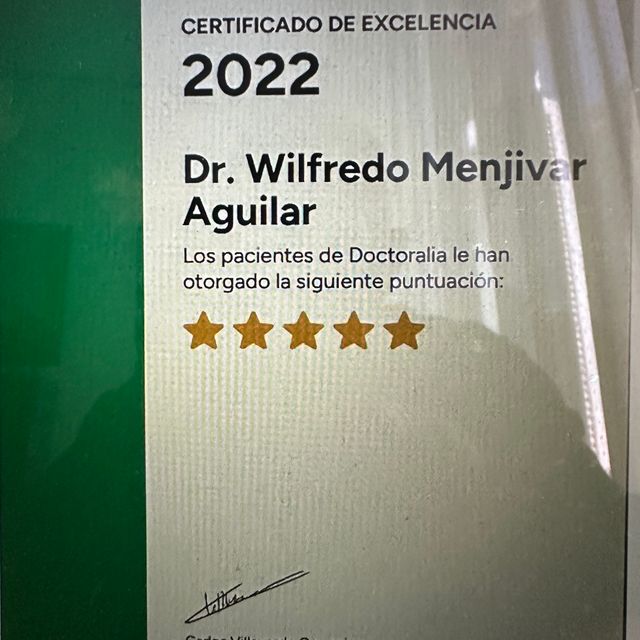 CERTIFICADO DE EXCELENCIA
2022
Dr. Wilfredo Menjivar
Aguilar
Los pacientes de Doctoralia le han
otorgado la siguiente puntuación: